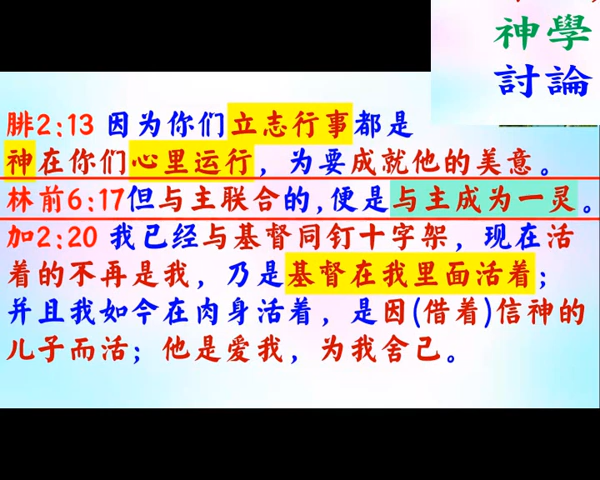 神學
討論
腓2:13 因为你们立志行事都是
神在你们心里运行，为要成就他的美意。
林前6:17但与主联合的,便是与主成为一灵。
加2:20 我已经与基督同钉十字架，现在活
着的不再是我，乃是基督在我里面活着；
并且我如今在肉身活着，是因(借着)信神的
儿子而活；他是爱我，为我舍己。